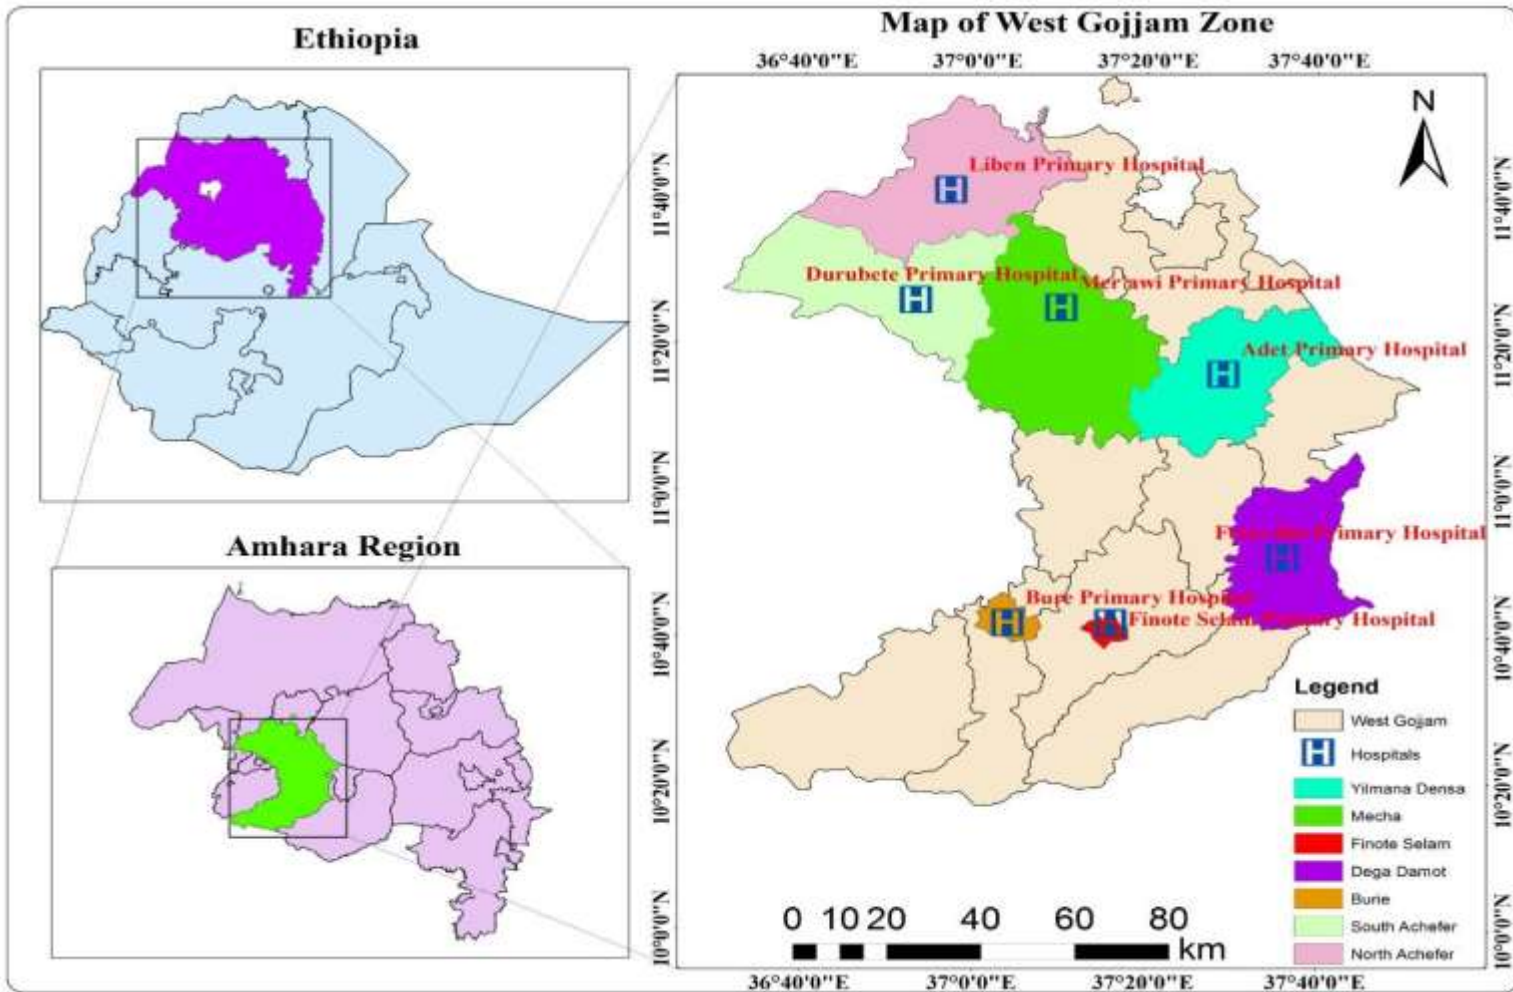 Ethiopia
Map of West Gojjam Zone
36°40'0"E 37°0'0"E 37°20'0"E 37°40'0"E
N
Liben Primary Hospital
Durubete Primary Hospital
Merawi Primary Hospital
Adet Primary Hospital
Primary Hospital
Bure Primary Hospital
Finote Selam Primary Hospital
11°40'0"N
11°20'0"N
11°0'0"N
10°40'0"N
10°20'0"N
10°0'0"N
11°40'0"N
11°20'0"N
11°0'0"N
10°40'0"N
10°20'0"N
10°0'0"N
Amhara Region
Legend
West Gojjam
H Hospitals
Yilmana Densa
Mecha
Finote Selam
Dega Damot
Burie
South Achefer
North Achefer
0 10 20 40 60 80
km
36°40'0"E 37°0'0"E 37°20'0"E 37°40'0"E
H
H
H
H
H
H
H